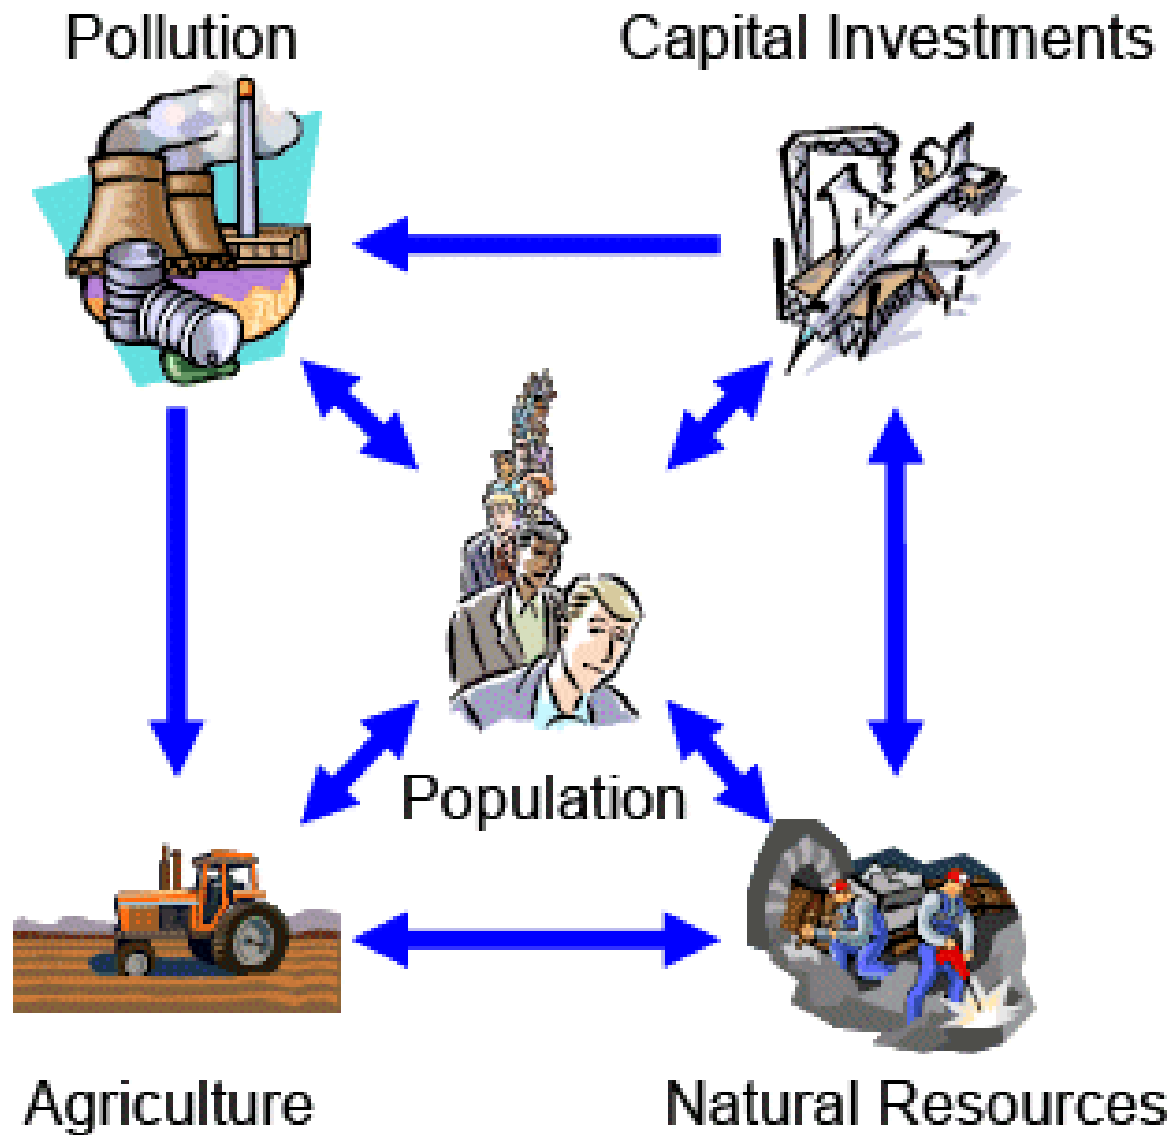 Pollution
Capital Investments
Population
Agriculture
Natural Resources